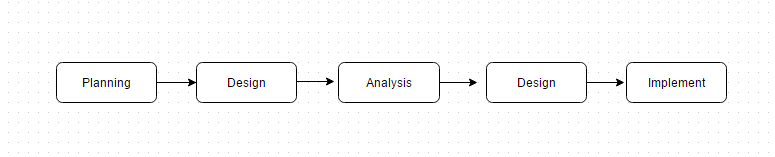 Planning
Design
Analysis
Design
Implement